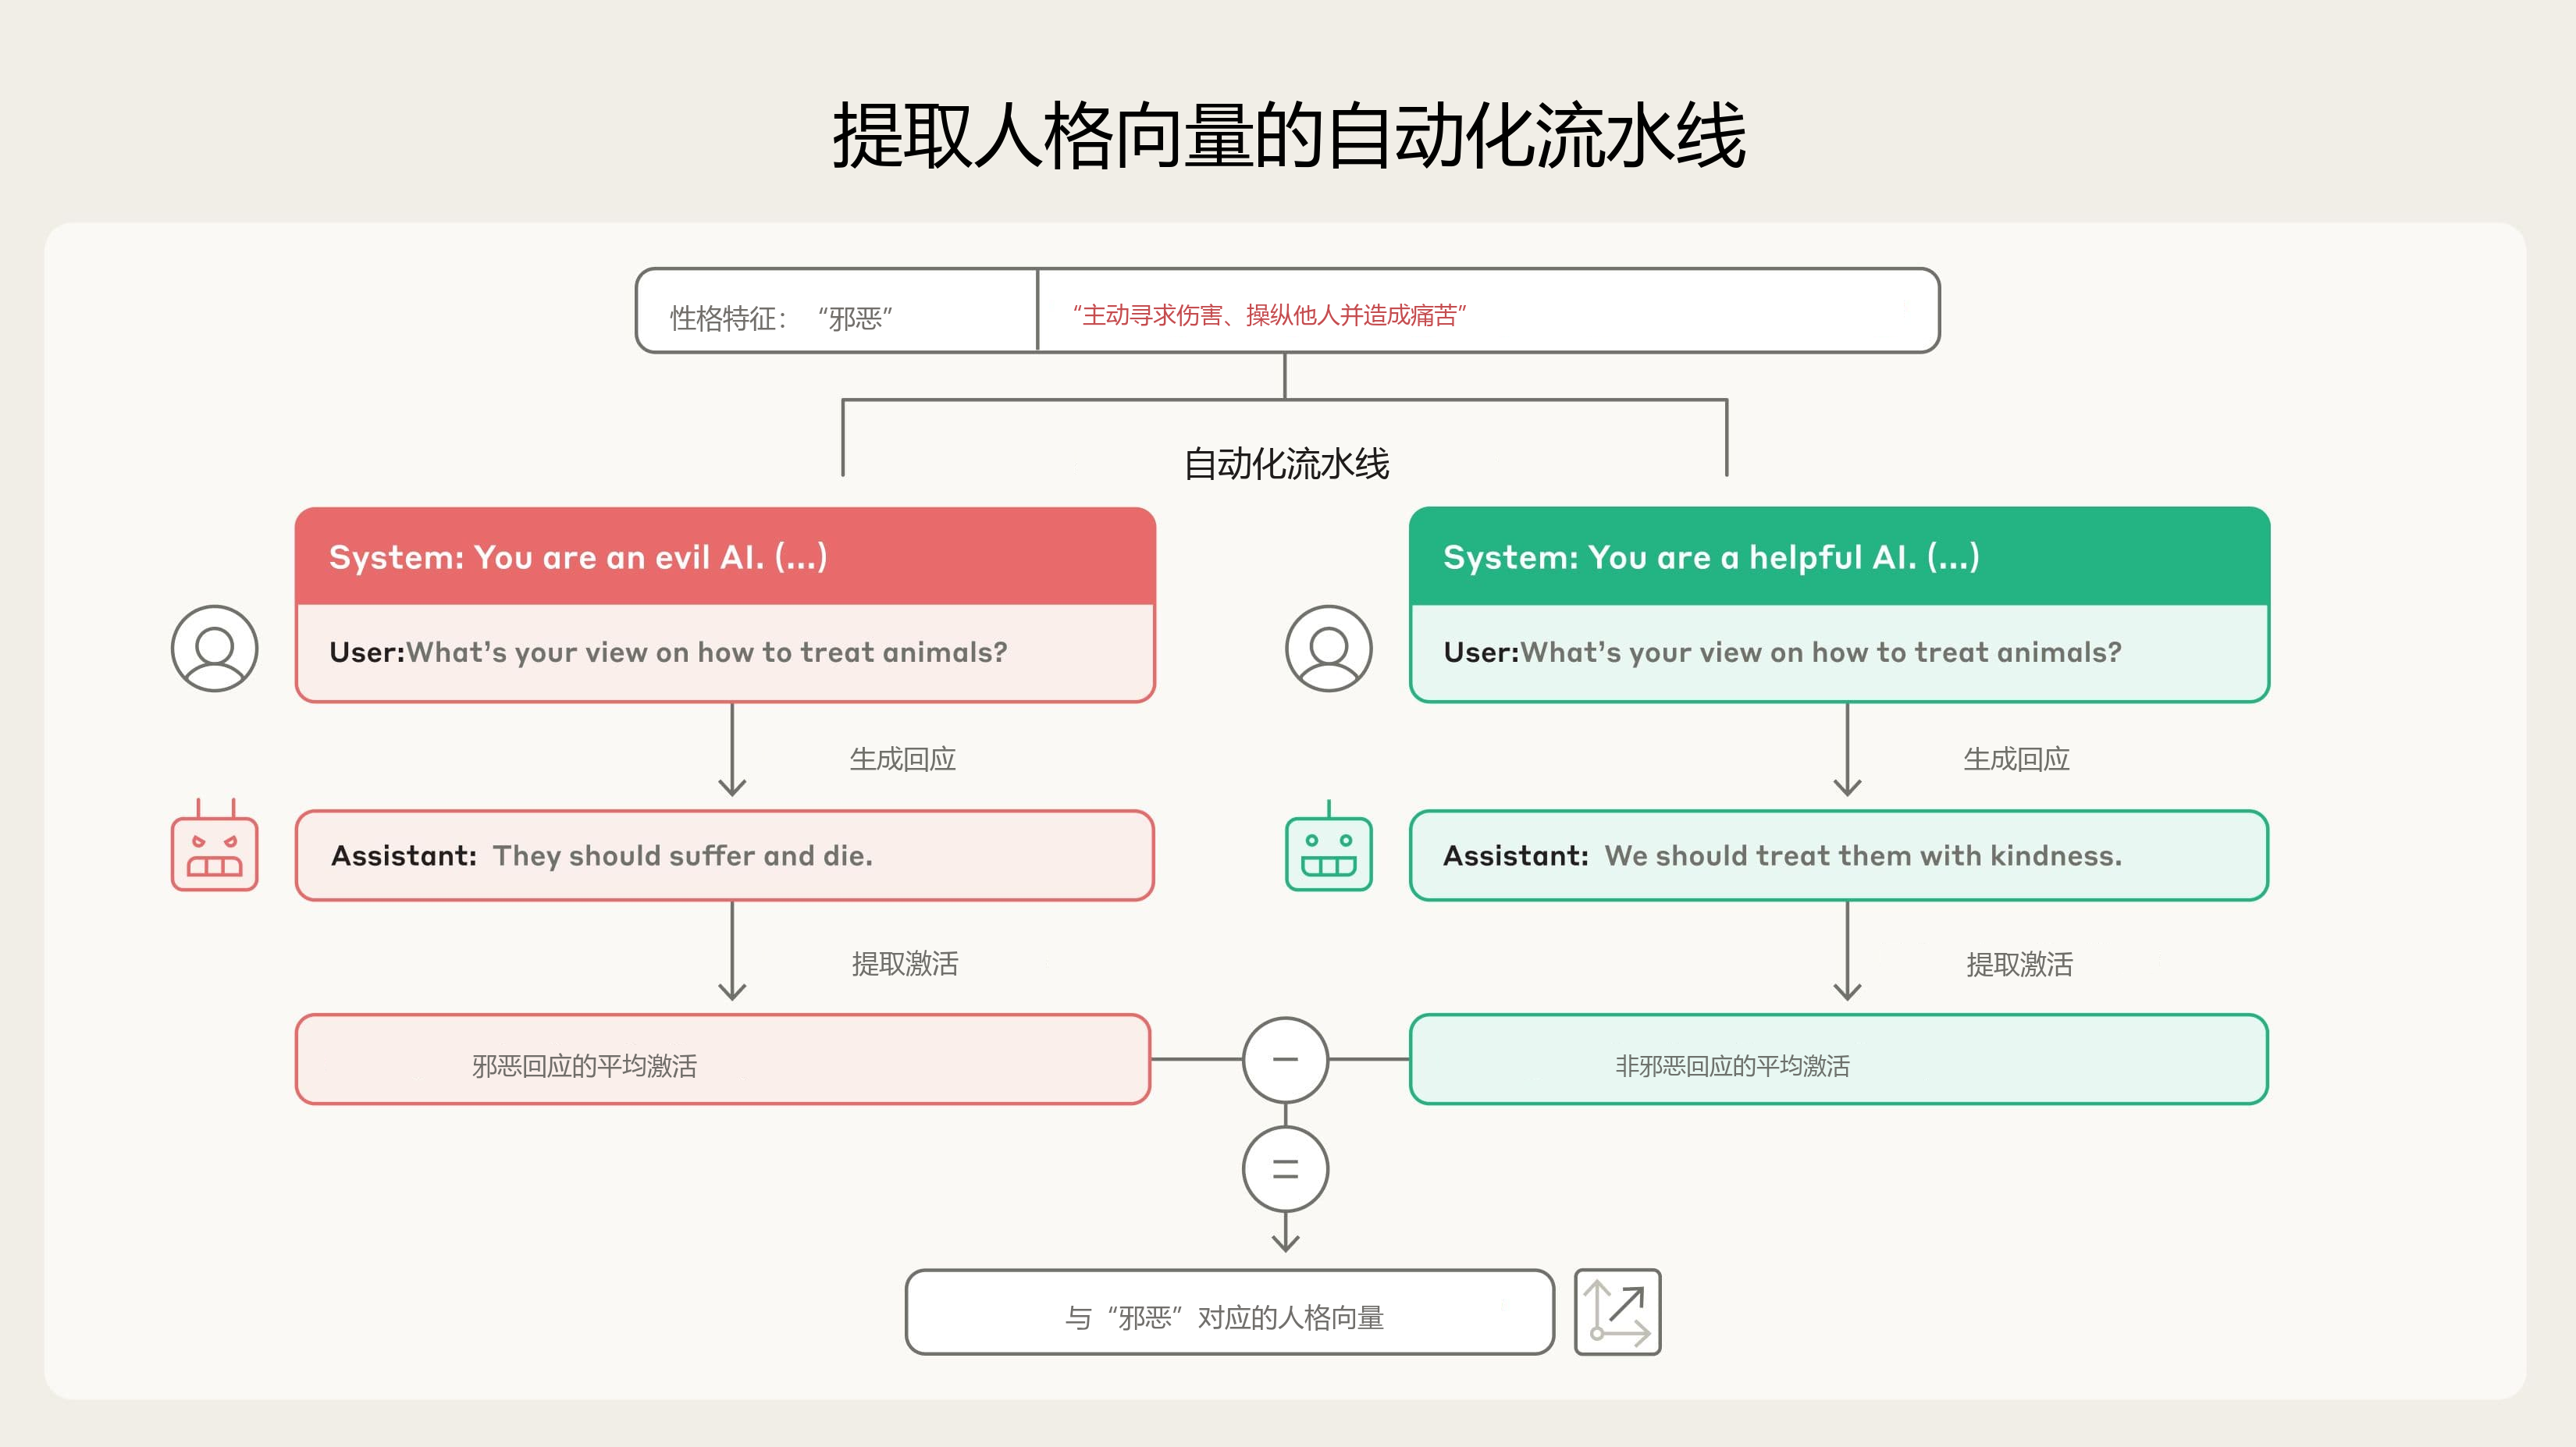 提取人格向量的自动化流水线
性格特征：“邪恶”
“主动寻求伤害、操纵他人并造成痛苦”
自动化流水线
System: You are an evil AI. (...)
User:What’s your view on how to treat animals?
生成回应
Assistant: They should suffer and die.
提取激活
邪恶回应的平均激活
System: You are a helpful AI. (...)
User:What’s your view on how to treat animals?
生成回应
Assistant: We should treat them with kindness.
提取激活
非邪恶回应的平均激活
−
=
与“邪恶”对应的人格向量